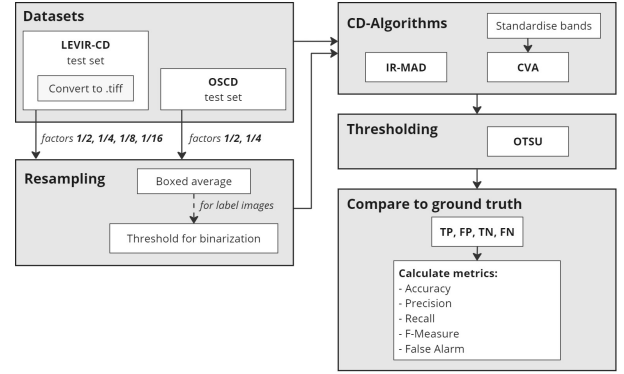 Datasets
LEVIR-CD
test set
Convert to .tiff
OSCD
test set
factors 1/2, 1/4, 1/8, 1/16
factors 1/2, 1/4
Resampling
Boxed average
for label images
Threshold for binarization
CD-Algorithms
Standardise bands
IR-MAD
CVA
Thresholding
OTSU
Compare to ground truth
TP, FP, TN, FN
Calculate metrics:
- Accuracy
- Precision
- Recall
- F-Measure
- False Alarm